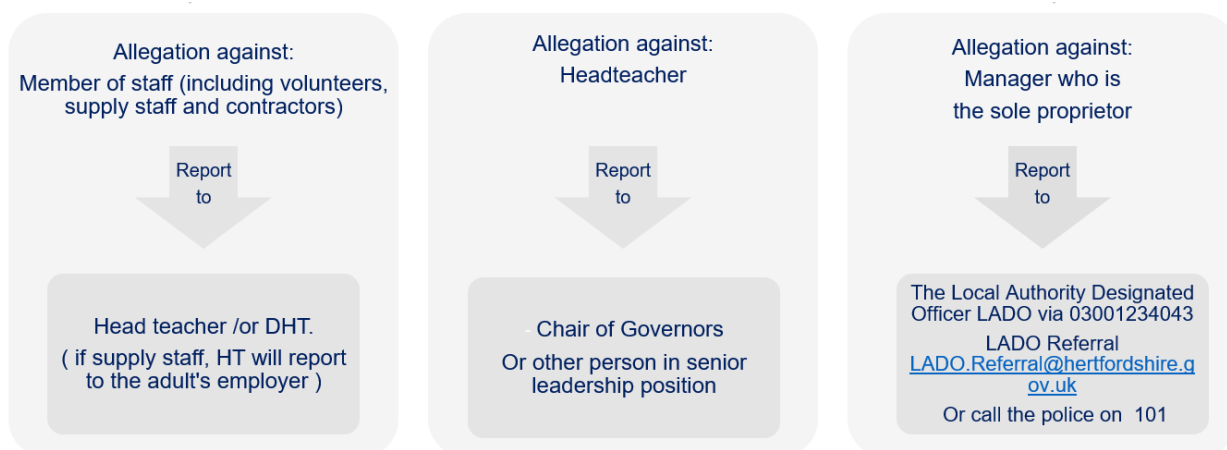 Allegation against:
Member of staff (including volunteers,
supply staff and contractors)
Report
to
Head teacher /or DHT.
( if supply staff, HT will report
to the adult's employer )
Allegation against:
Headteacher
Report
to
- Chair of Governors
Or other person in senior
leadership position
Allegation against:
Manager who is
the sole proprietor
Report
to
The Local Authority Designated
Officer LADO via 03001234043
LADO Referral
LADO.Referral@hertfordshire.g
ov.uk
Or call the police on 101